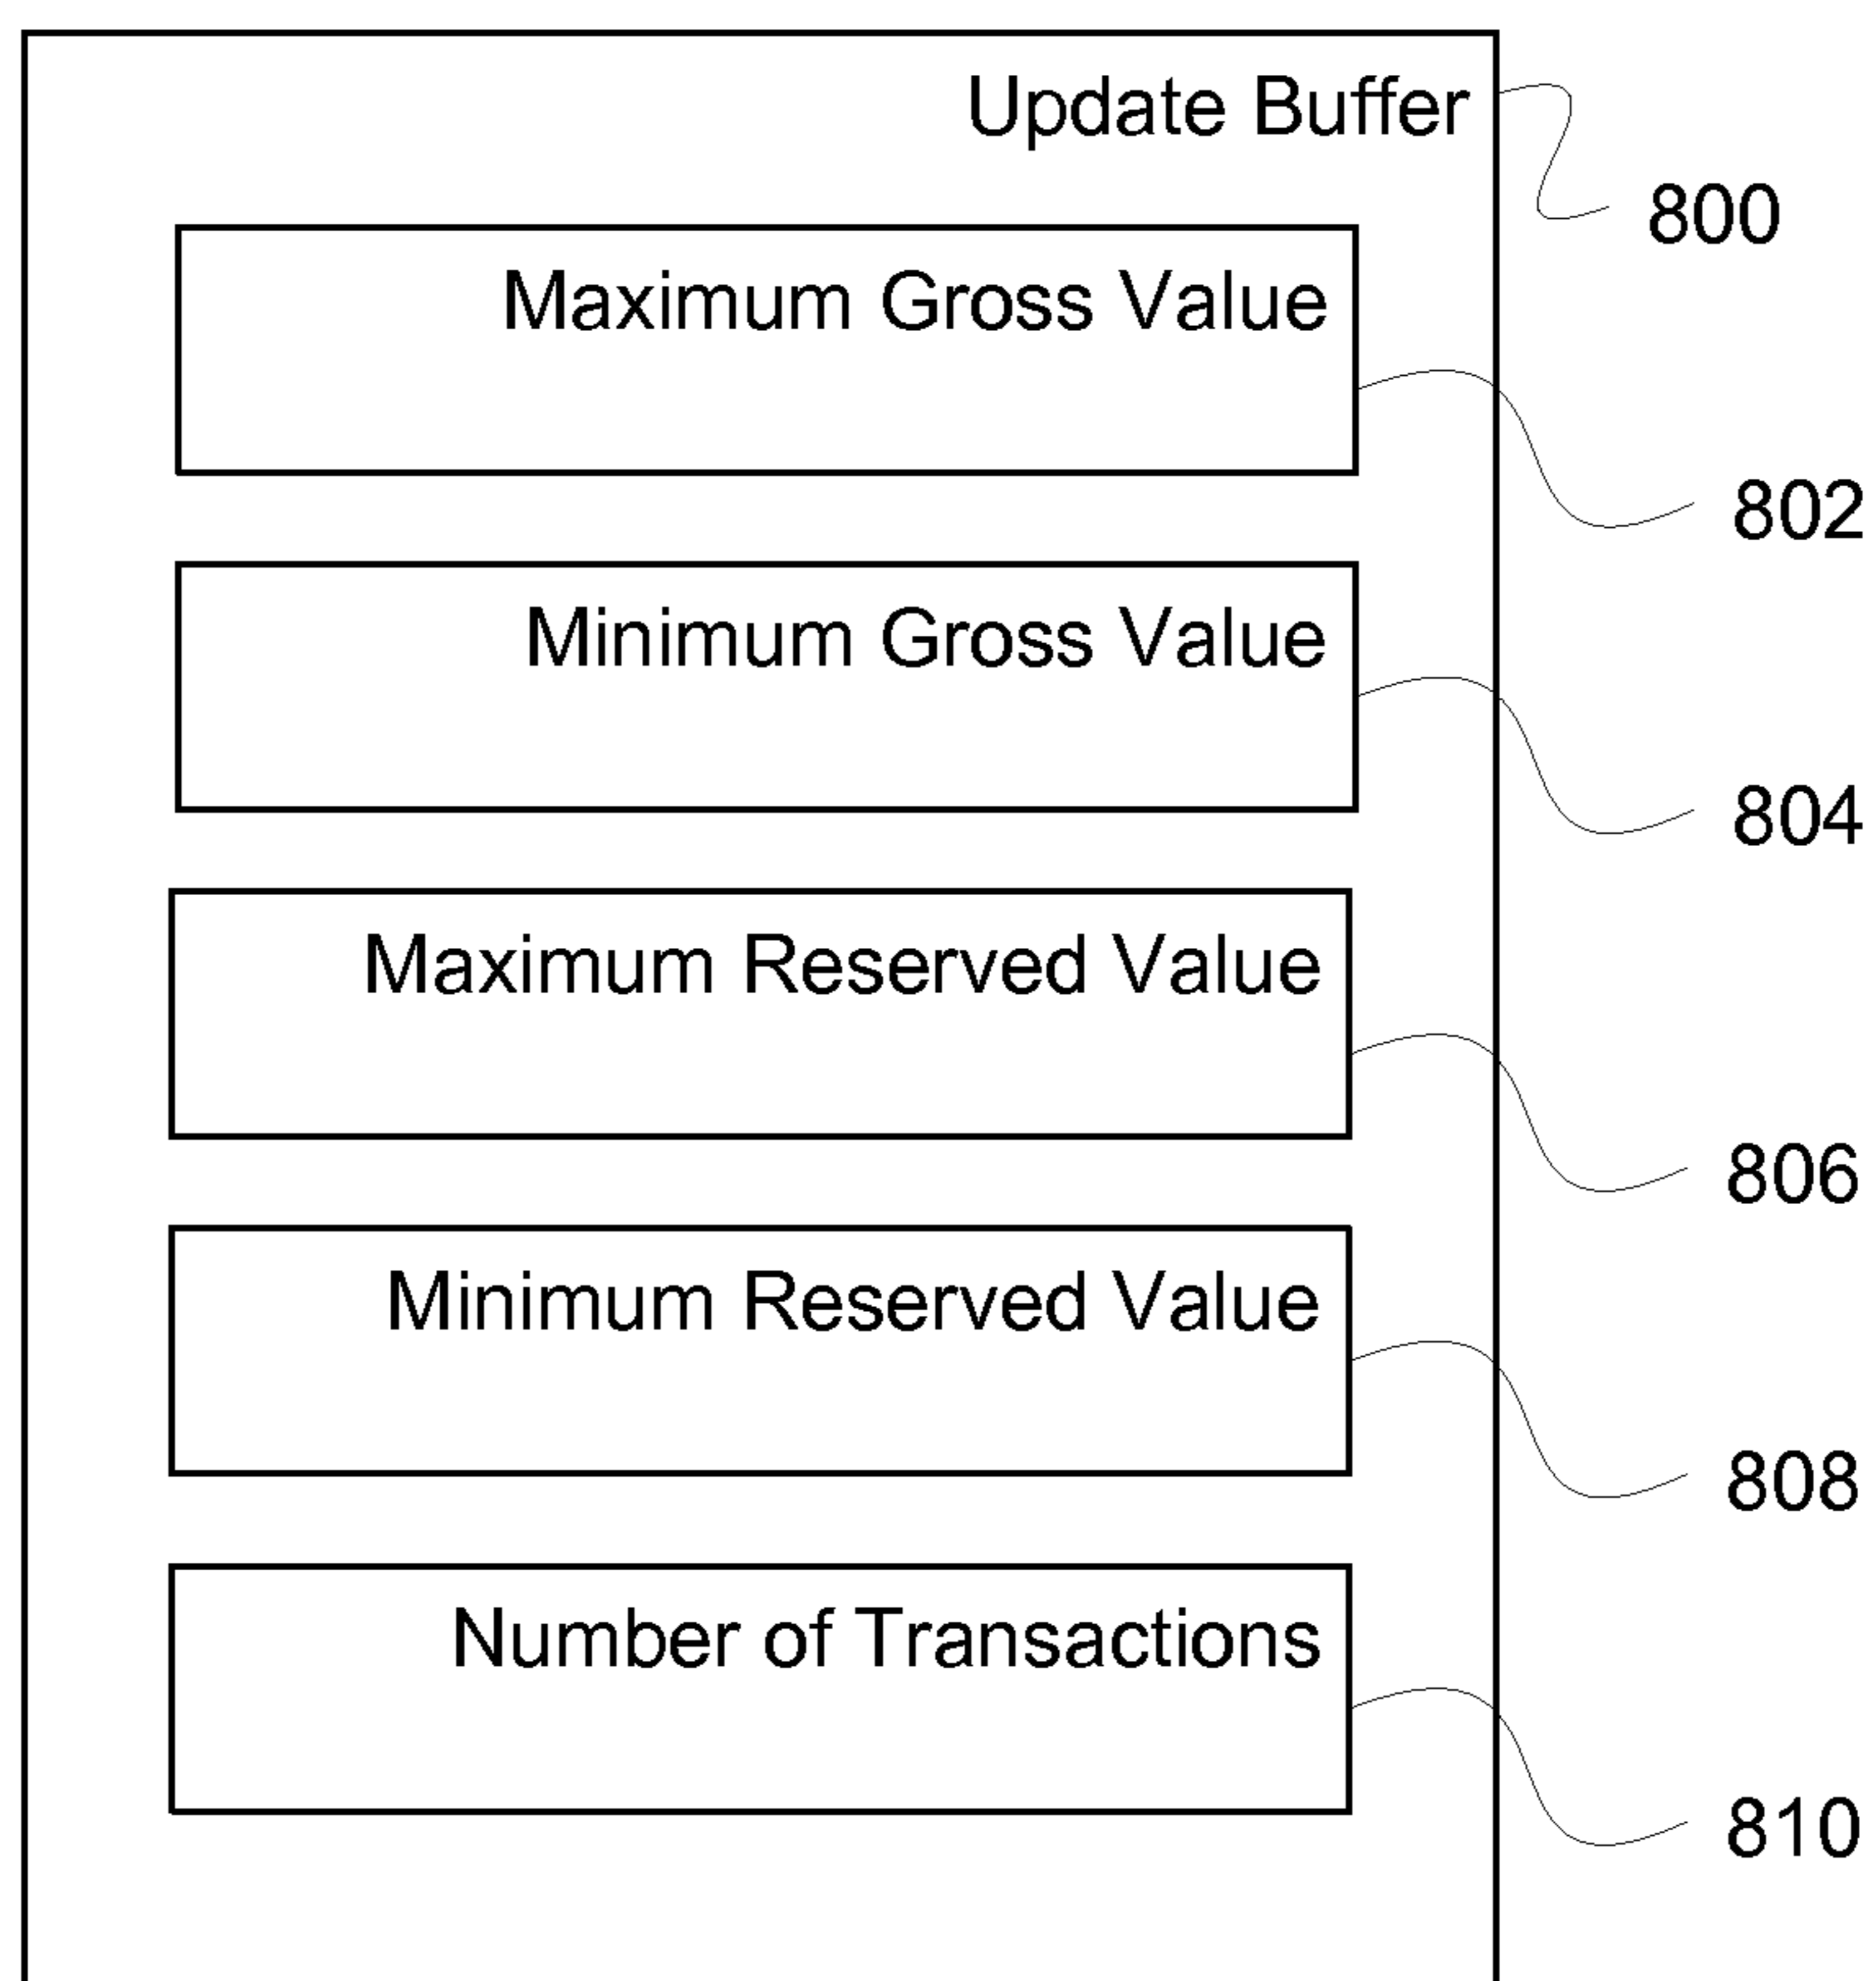 Update Buffer
800
Maximum Gross Value
802
Minimum Gross Value
804
Maximum Reserved Value
806
Minimum Reserved Value
808
Number of Transactions
810